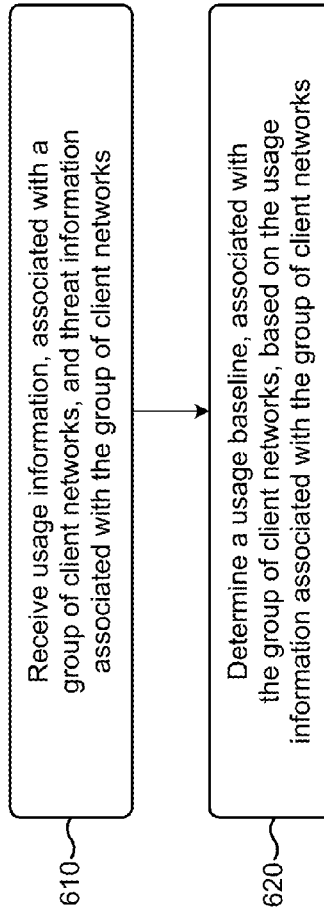 610
Receive usage information, associated with a
group of client networks, and threat information
associated with the group of client networks
620
Determine a usage baseline, associated with
the group of client networks, based on the usage
information associated with the group of client networks